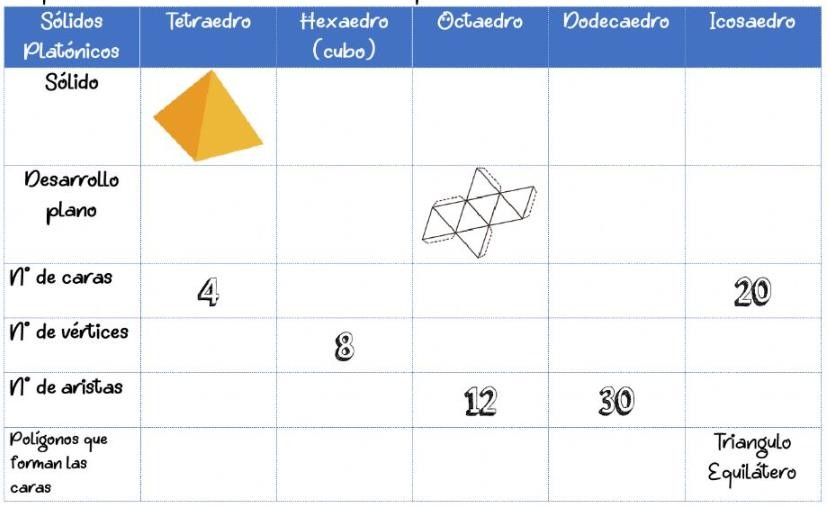 Sólidos
Platónicos
Tetraedro
Hexaedro
(cubo)
Octaedro
Dodecaedro
Icosaedro
Sólido
Desarrollo
plano
N° de caras
4
20
N° de vértices
8
N° de aristas
12
30
Polígonos que
forman las
caras
Triangulo
Equilátero